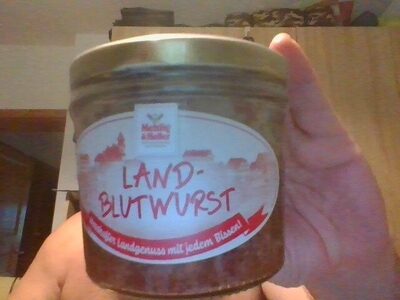 LAND-
BLUTWURST
Landgenuss mit jedem Bissen!